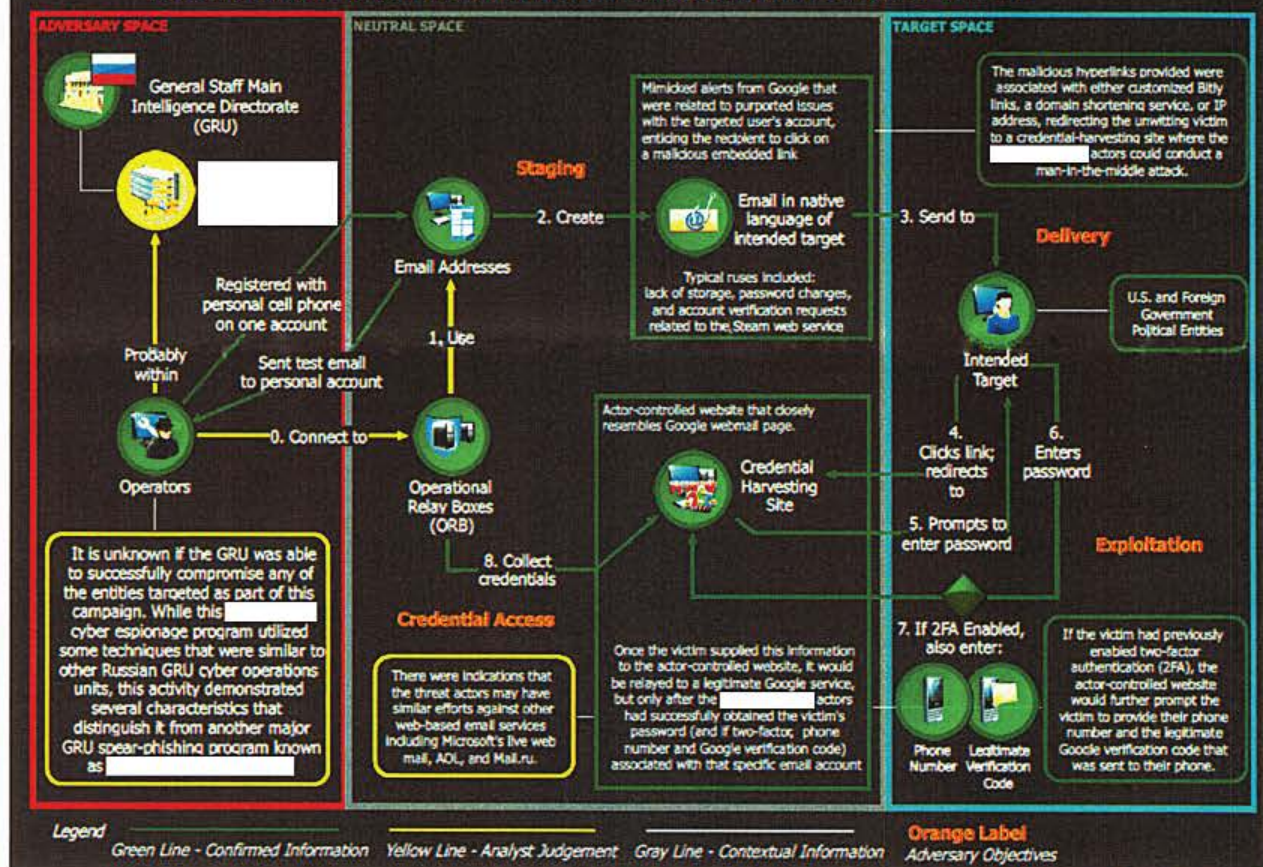 ADVERSARY SPACE
General Staff Main
Intelligence Directorate
(GRU)
Probably
within
Operators
Registered with
personal cell phone
on one account
Sent test email
to personal account
0. Connect to
It is unknown if the GRU was able
to successfully compromise any of
the entities targeted as part of this
campaign. While this
cyber espionage program utilized
some techniques that were similar to
other Russian GRU cyber operations
units, this activity demonstrated
several characteristics that
distinguish it from another major
GRU spear-phishing program known
as
NEUTRAL SPACE
Staging
Email Addresses
1. Use
Operational
Relay Boxes
(ORB)
2. Create
Mimicked alerts from Google that
were related to purported issues
with the targeted user's account,
enticing the recipient to click on
a malicious embedded link
Email in native
language of
intended target
Typical ruses included:
lack of storage, password changes,
and account verification requests
related to the Steam web service
8. Collect
credentials
Credential Access
There were indications that
the threat actors may have
similar efforts against other
web-based email services
including Microsoft's live web
mail, AOL, and Mail.ru.
Actor-controlled website that closely
resembles Google webmail page.
Credential
Harvesting
Site
Once the victim supplied this information
to the actor-controlled website, it would
be relayed to a legitimate Google service,
but only after the actors
had successfully obtained the victim's
password (and if two-factor, phone
number and Google verification code)
associated with that specific email account
TARGET SPACE
The malicious hyperlinks provided were
associated with either customized Bitly
links, a domain shortening service, or IP
address, redirecting the unwitting victim
to a credential-harvesting site where the
actors could conduct a
man-in-the-middle attack.
3. Send to
Delivery
U.S. and Foreign
Government
Political Entities
Intended
Target
4.
Clicks link;
redirects
to
6.
Enters
password
5. Prompts to
enter password
Exploitation
7. If 2FA Enabled,
also enter:
Phone
Number
Legitimate
Verification
Code
If the victim had previously
enabled two-factor
authentication (2FA), the
actor-controlled website
would further prompt the
victim to provide their phone
number and the legitimate
Google verification code that
was sent to their phone.
Legend
Green Line - Confirmed Information
Yellow Line - Analyst Judgement
Gray Line - Contextual Information
Orange Label
Adversary Objectives